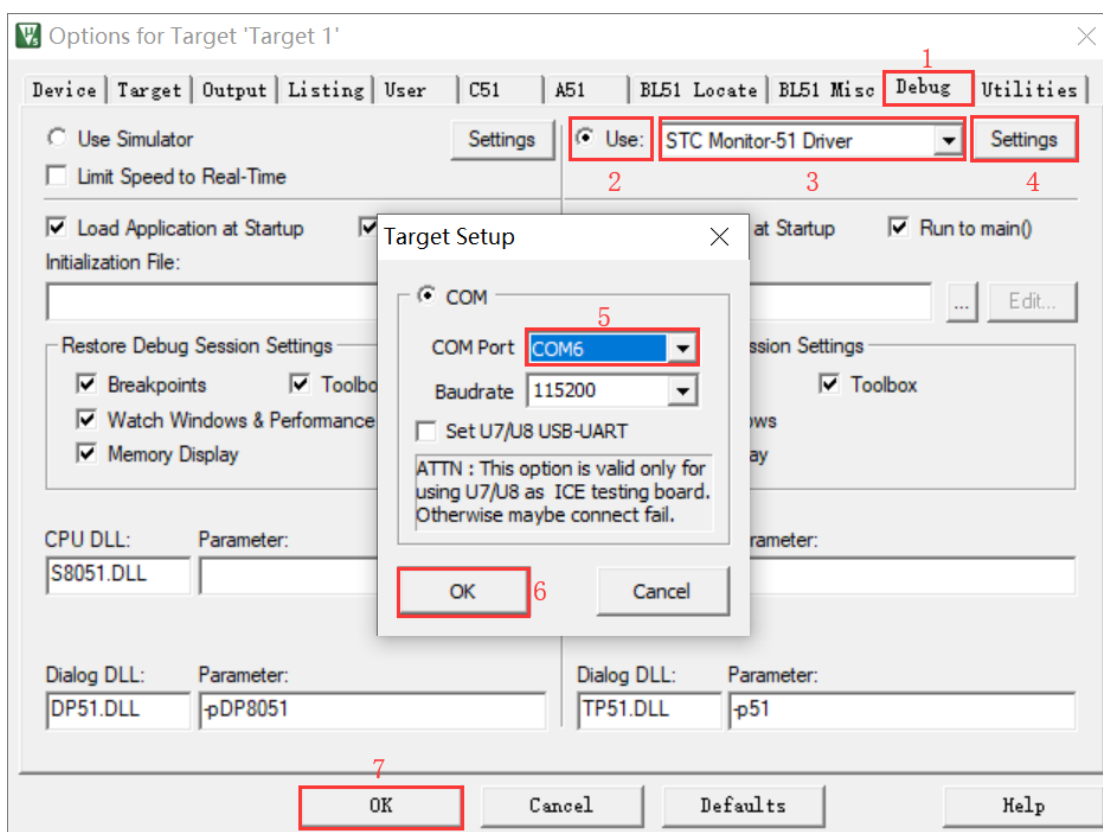 Options for Target 'Target 1'
1
Device Target Output Listing User C51 A51 BL51 Locate BL51 Misc Debug Utilities
Use Simulator Settings Use: STC Monitor-51 Driver Settings
Limit Speed to Real-Time 2 3 4
Load Application at Startup at Startup Run to main()
Initialization File:
... Edit...
Restore Debug Session Settings ssion Settings
Breakpoints Toolbo Toolbox
Watch Windows & Performance ows
Memory Display ay
CPU DLL: Parameter: rameter:
S8051.DLL
Dialog DLL: Parameter: Dialog DLL: Parameter:
DP51.DLL -pDP8051 TP51.DLL -p51
7
OK Cancel Defaults Help
Target Setup
COM
5
COM Port COM6
Baudrate 115200
Set U7/U8 USB-UART
ATTN : This option is valid only for
using U7/U8 as ICE testing board.
Otherwise maybe connect fail.
OK 6 Cancel